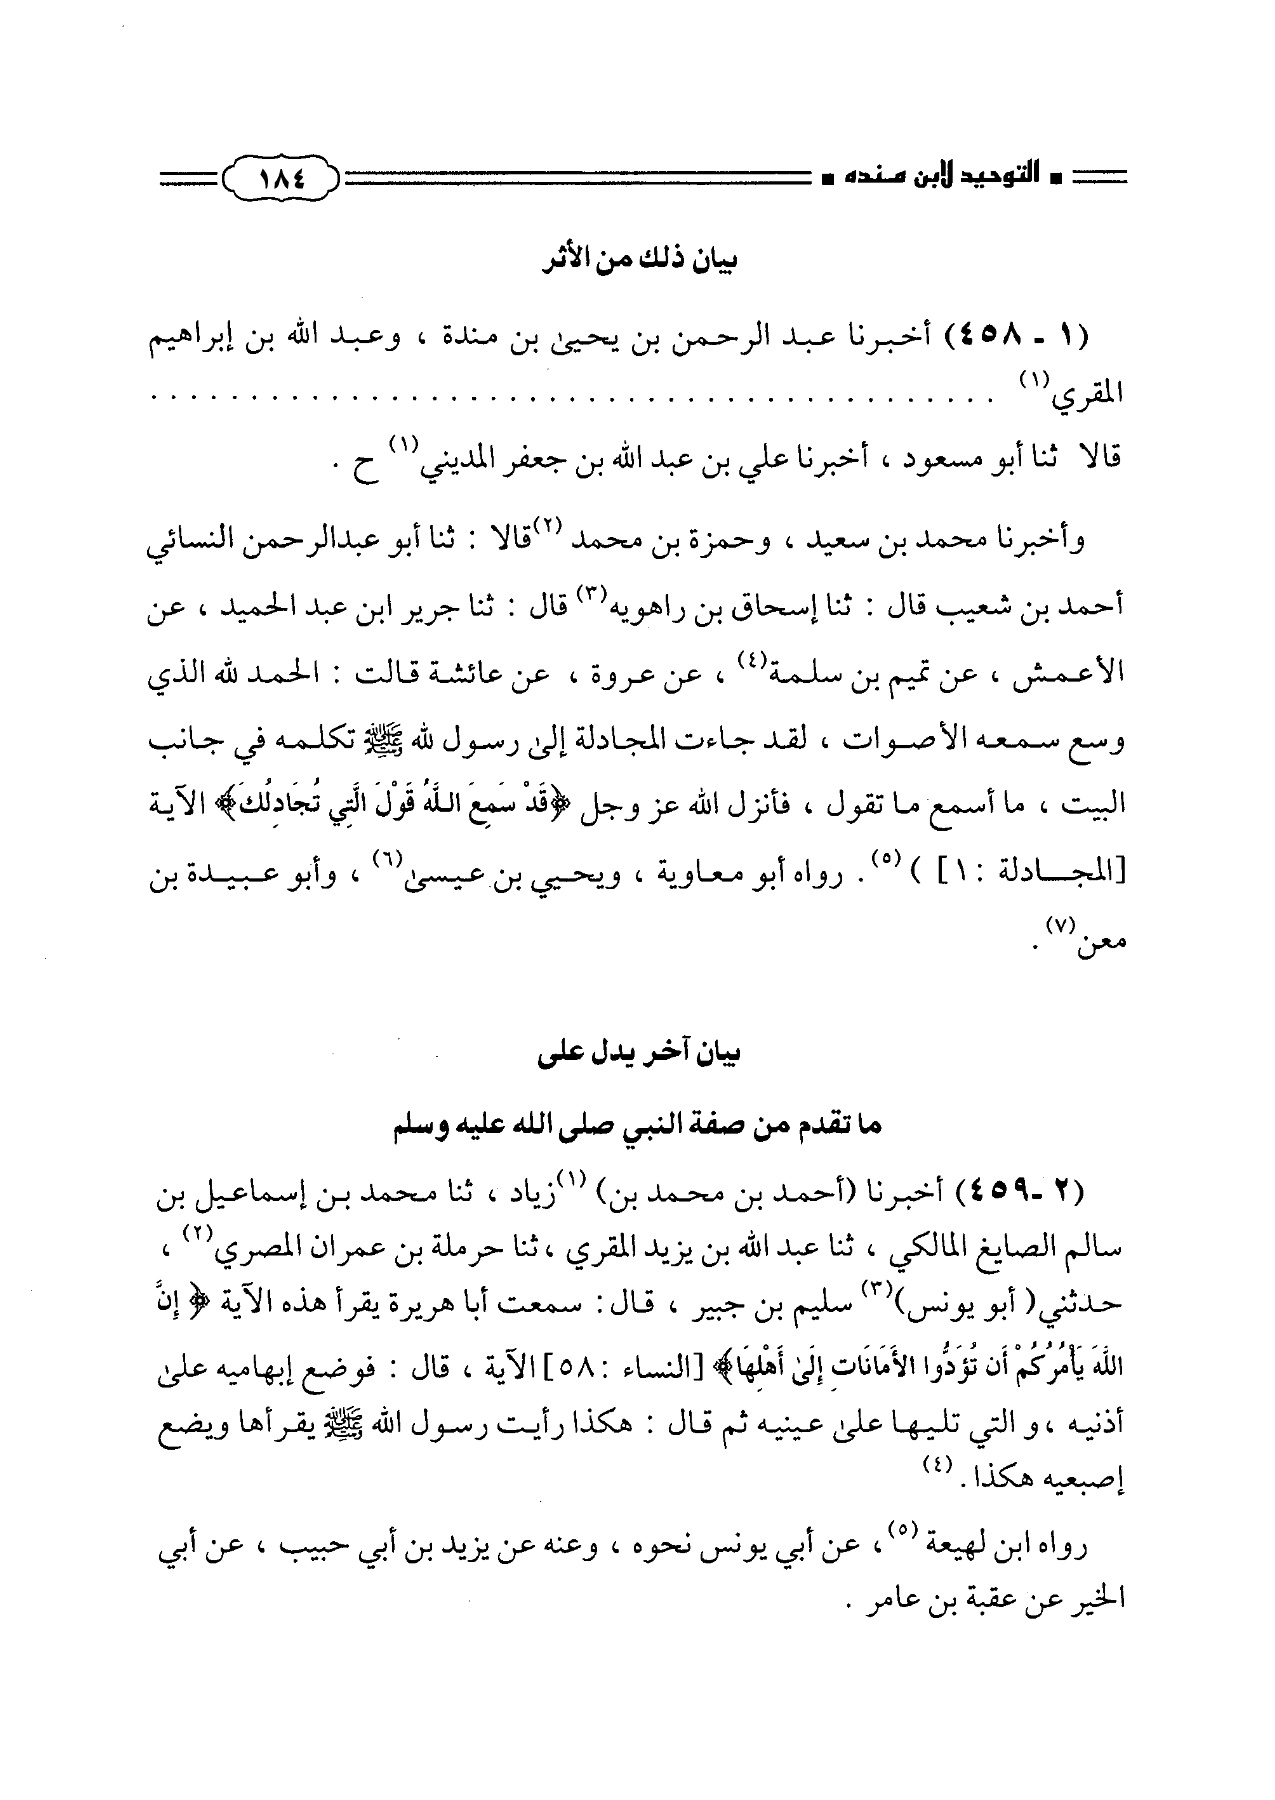 التوحيد لابن منده
١٨٤
بيان ذلك من الأثر
(١ - ٤٥٨) أخبرنا عبد الرحمن بن يحيىٰ بن مندة ، وعبد الله بن إبراهيم
المقري(١) . . . . . . . . . . . . . . . . . . . . . . . . . . . . . . . . . . . . . . . . . . .
قالا ثنا أبو مسعود ، أخبرنا علي بن عبد الله بن جعفر المديني(١) ح .
وأخبرنا محمد بن سعيد ، وحمزة بن محمد (٢)قالا : ثنا أبو عبدالرحمن النسائي
أحمد بن شعيب قال : ثنا إسحاق بن راهويه(٣) قال : ثنا جرير ابن عبد الحميد ، عن
الأعمش ، عن تميم بن سلمة(٤) ، عن عروة ، عن عائشة قالت : الحمد لله الذي
وسع سمعه الأصوات ، لقد جاءت المجادلة إلىٰ رسول لله ﷺ تكلمه في جانب
البيت ، ما أسمع ما تقول ، فأنزل الله عز وجل ﴿قَدْ سَمِعَ اللَّهُ قَوْلَ الَّتِي تُجَادِلُكَ﴾ الآية
[المجـــادلة : ١] ) (٥). رواه أبو معاوية ، ويحيي بن عيسىٰ(٦) ، وأبو عبيدة بن
معن(٧) .
بيان آخر يدل على
ما تقدم من صفة النبي صلى الله عليه وسلم
(٢ -٤٥٩) أخبرنا (أحمد بن محمد بن) (١)زياد ، ثنا محمد بن إسماعيل بن
سالم الصايغ المالكي ، ثنا عبد الله بن يزيد المقري ، ثنا حرملة بن عمران المصري(٢) ،
حدثني( أبو يونس)(٣) سليم بن جبير ، قال : سمعت أبا هريرة يقرأ هذه الآية ﴿ إِنَّ
اللَّهَ يَأْمُرُكُمْ أَن تُؤَدُّوا الأَمَانَاتِ إِلَىٰ أَهْلِهَا﴾ [النساء : ٥٨] الآية ، قال : فوضع إبهاميه علىٰ
أذنيه ، و التي تليها علىٰ عينيه ثم قال : هكذا رأيت رسول الله ﷺ يقرأها ويضع
إصبعيه هكذا . (٤)
رواه ابن لهيعة (٥)، عن أبي يونس نحوه ، وعنه عن يزيد بن أبي حبيب ، عن أبي
الخير عن عقبة بن عامر .